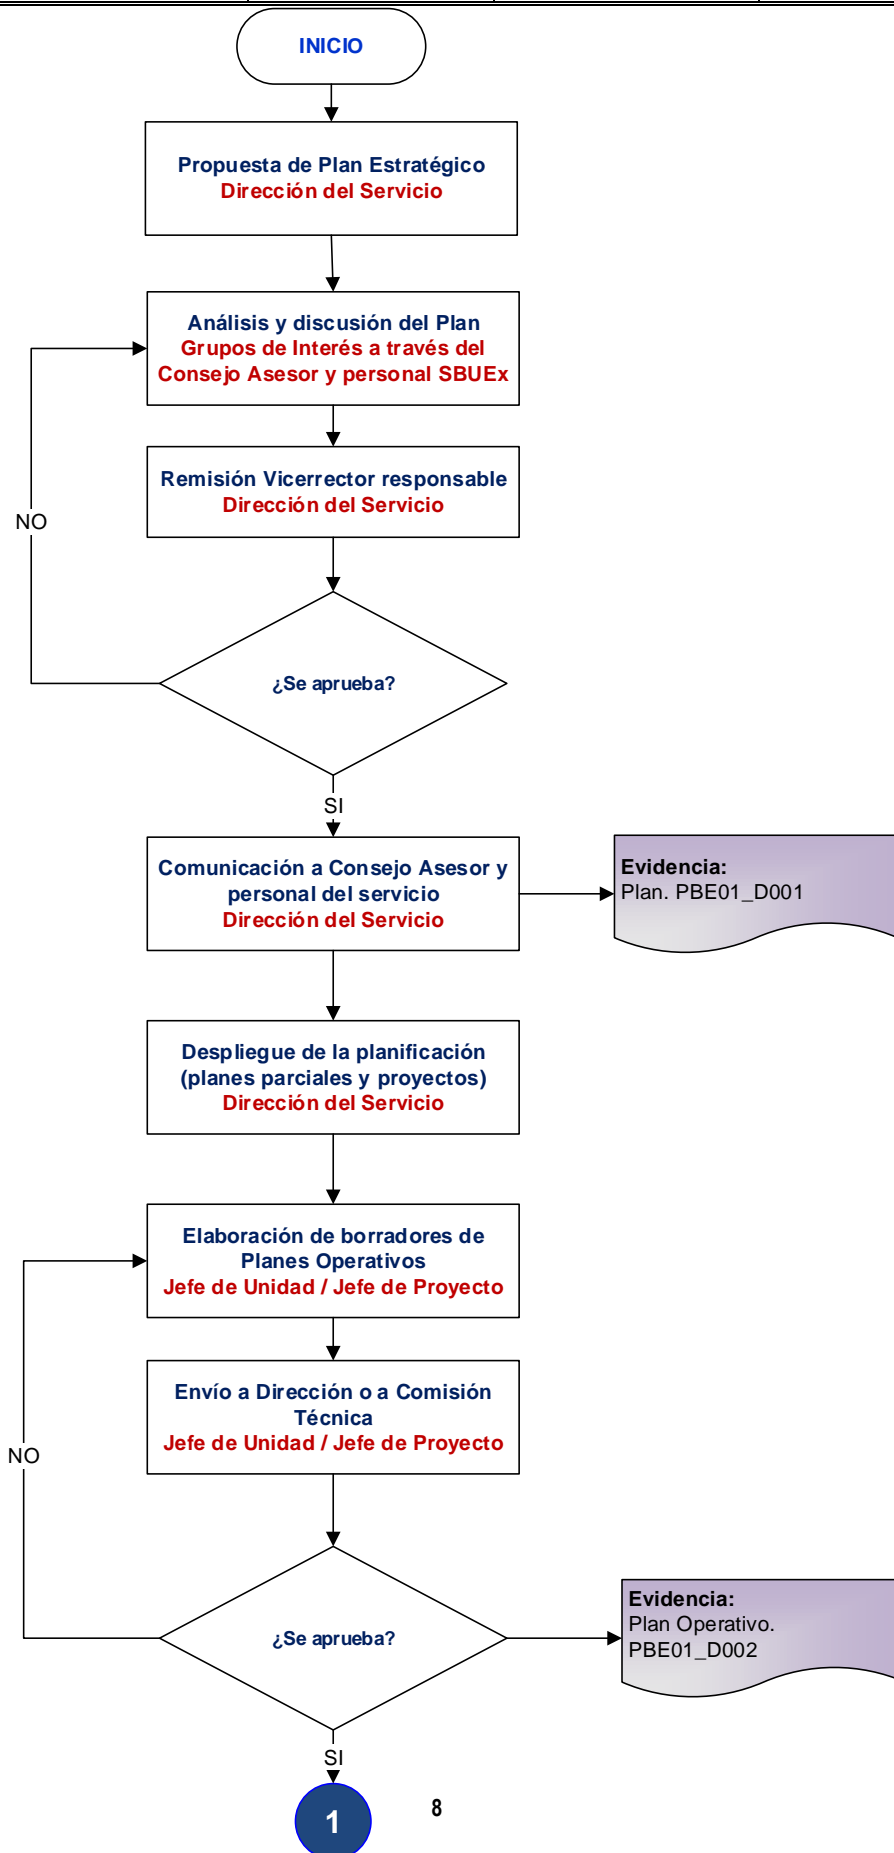 INICIO
Propuesta de Plan Estratégico
Dirección del Servicio
Análisis y discusión del Plan
Grupos de Interés a través del
Consejo Asesor y personal SBUEx
Remisión Vicerrector responsable
Dirección del Servicio
NO
¿Se aprueba?
SI
Comunicación a Consejo Asesor y
personal del servicio
Dirección del Servicio
Evidencia:
Plan. PBE01_D001
Despliegue de la planificación
(planes parciales y proyectos)
Dirección del Servicio
Elaboración de borradores de
Planes Operativos
Jefe de Unidad / Jefe de Proyecto
Envío a Dirección o a Comisión
Técnica
Jefe de Unidad / Jefe de Proyecto
NO
¿Se aprueba?
Evidencia:
Plan Operativo.
PBE01_D002
SI
1
8